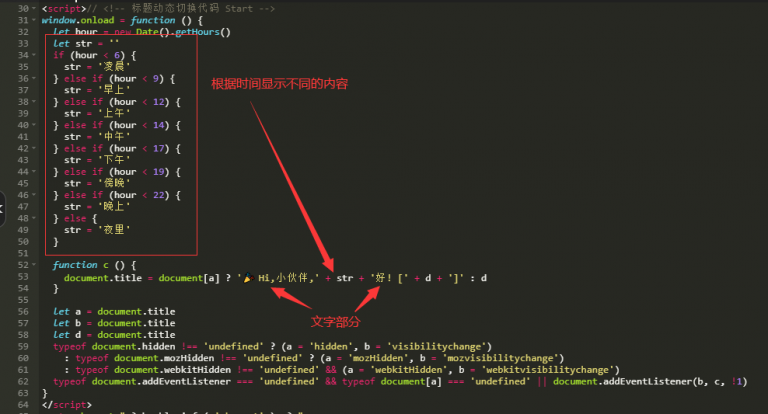 30 <script>// <!-- 标题动态切换代码 Start -->
31 window.onload = function () {
32 let hour = new Date().getHours()
33 let str = ''
34 if (hour < 6) {
35 str = '凌晨'
36 } else if (hour < 9) {
37 str = '早上'
38 } else if (hour < 12) {
39 str = '上午'
40 } else if (hour < 14) {
41 str = '中午'
42 } else if (hour < 17) {
43 str = '下午'
44 } else if (hour < 19) {
45 str = '傍晚'
46 } else if (hour < 22) {
47 str = '晚上'
48 } else {
49 str = '夜里'
50 }
根据时间显示不同的内容
51
52 function c () {
53 document.title = document[a] ? '🎉 Hi,小伙伴,' + str + '好! [' + d + ']' : d
54 }
文字部分
55
56 let a = document.title
57 let b = document.title
58 let d = document.title
59 typeof document.hidden !== 'undefined' ? (a = 'hidden', b = 'visibilitychange')
60 : typeof document.mozHidden !== 'undefined' ? (a = 'mozHidden', b = 'mozvisibilitychange')
61 : typeof document.webkitHidden !== 'undefined' && (a = 'webkitHidden', b = 'webkitvisibilitychange')
62 typeof document.addEventListener === 'undefined' && typeof document[a] === 'undefined' || document.addEventListener(b, c, !1)
63 }
64 </script>